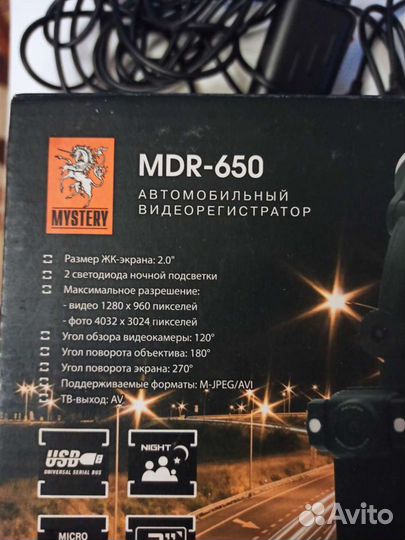 MDR-650
АВТОМОБИЛЬНЫЙ
ВИДЕОРЕГИСТРАТОР
MYSTERY
Размер ЖК-экрана: 2.0"
2 светодиода ночной подсветки
Максимальное разрешение:
- видео 1280 x 960 пикселей
- фото 4032 x 3024 пикселей
Угол обзора видеокамеры: 120°
Угол поворота объектива: 180°
Угол поворота экрана: 270°
Поддерживаемые форматы: M-JPEG/AVI
ТВ-выход: AV
USB
UNIVERSAL SERIAL BUS
NIGHT
MICRO
2"
Avito